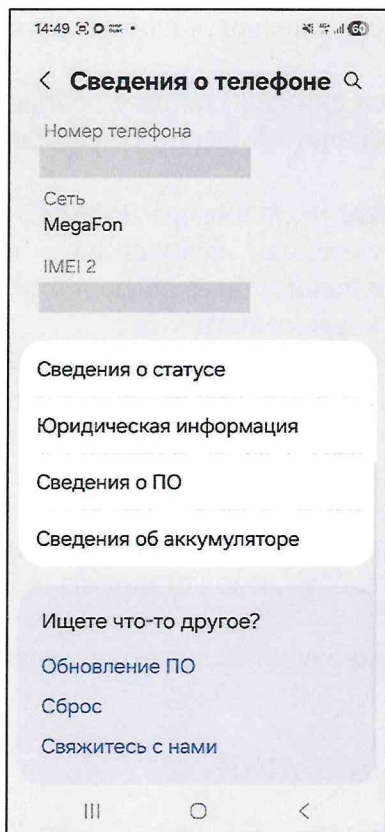 14:49
60
Сведения о телефоне
Номер телефона
Сеть
MegaFon
IMEI 2
Сведения о статусе
Юридическая информация
Сведения о ПО
Сведения об аккумуляторе
Ищете что-то другое?
Обновление ПО
Сброс
Свяжитесь с нами